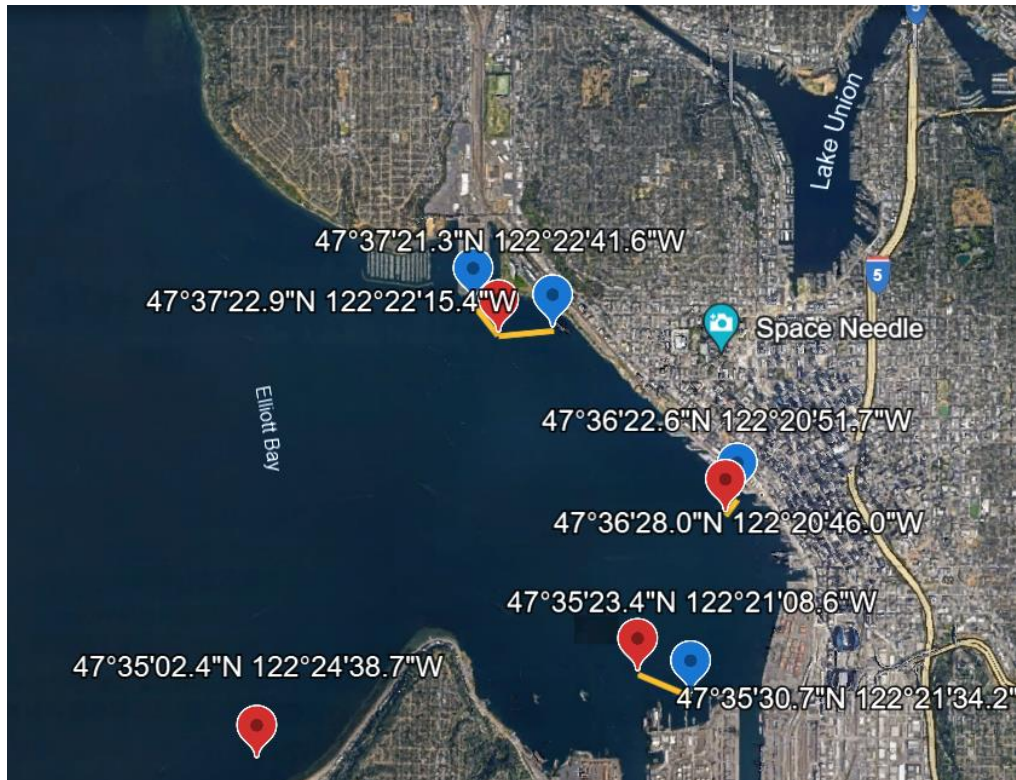 5
Lake Union
47°37'21.3"N 122°22'41.6"W
5
47°37'22.9"N 122°22'15.4"W
Space Needle
Elliott Bay
47°36'22.6"N 122°20'51.7"W
47°36'28.0"N 122°20'46.0"W
47°35'23.4"N 122°21'08.6"W
47°35'02.4"N 122°24'38.7"W
47°35'30.7"N 122°21'34.2"